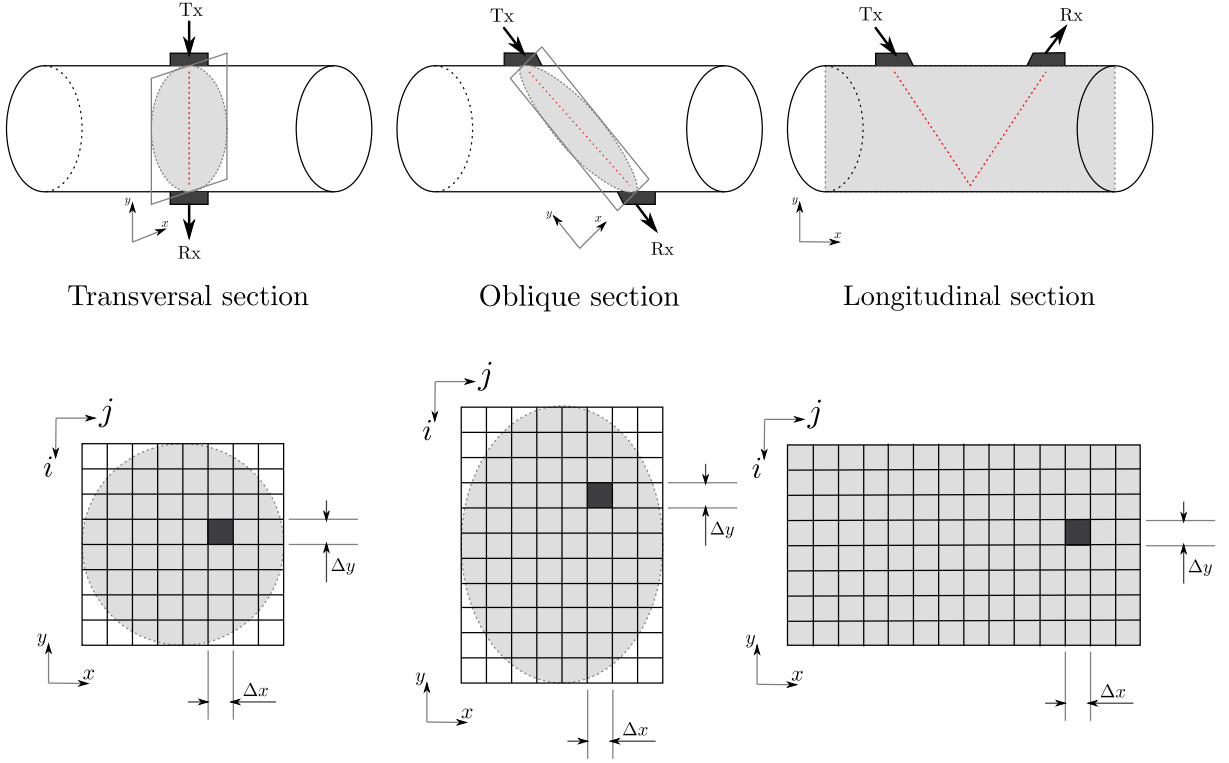 Tx
y
x
Rx
Transversal section
Tx
y
x
Rx
Oblique section
Tx
Rx
y
x
Longitudinal section
j
i
Δy
y
x
Δx
j
i
Δy
y
x
Δx
j
i
Δy
y
x
Δx